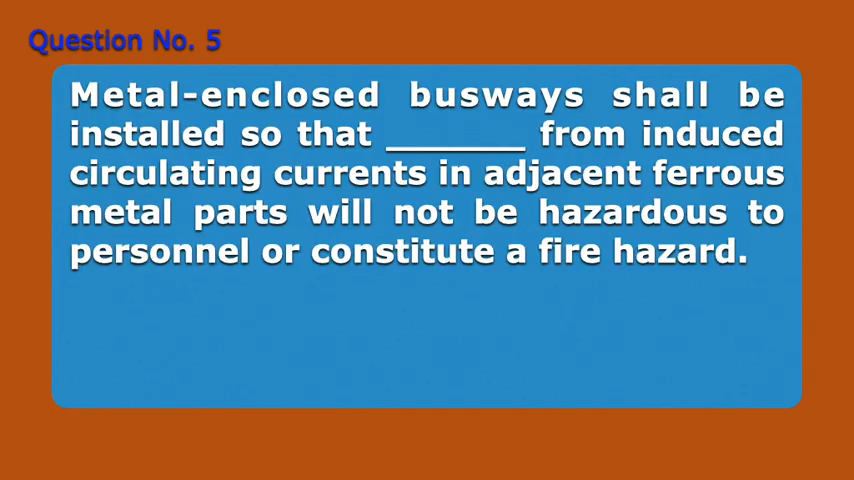 Question No. 5
Metal-enclosed busways shall be
installed so that _______ from induced
circulating currents in adjacent ferrous
metal parts will not be hazardous to
personnel or constitute a fire hazard.